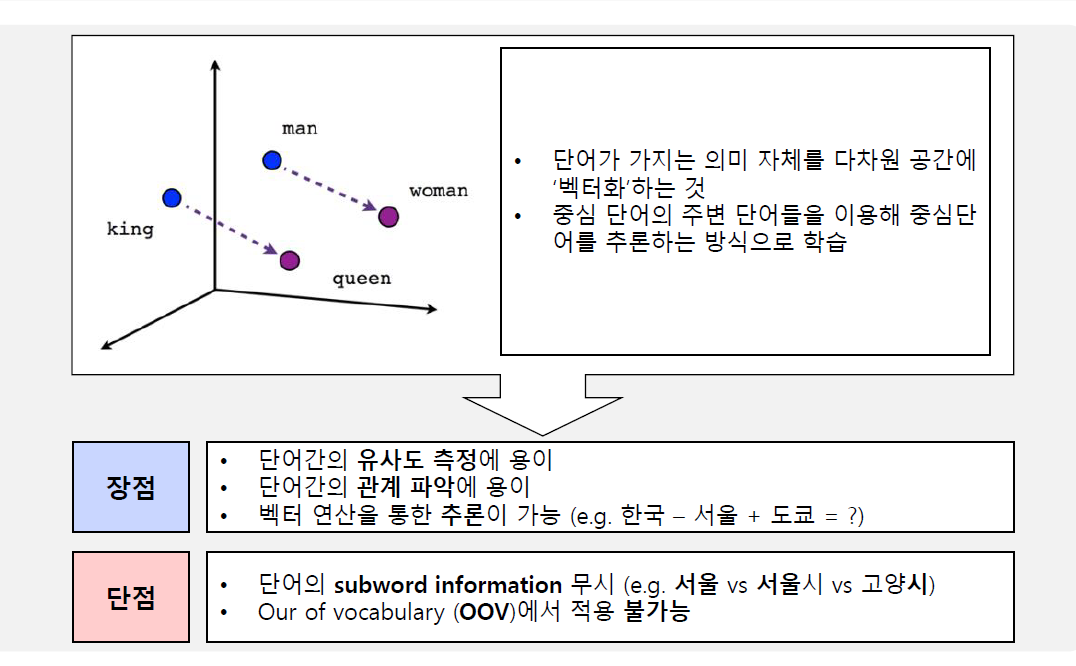 man
woman
king
queen
• 단어가 가지는 의미 자체를 다차원 공간에
‘벡터화’하는 것
• 중심 단어의 주변 단어들을 이용해 중심단
어를 추론하는 방식으로 학습
장점
• 단어간의 유사도 측정에 용이
• 단어간의 관계 파악에 용이
• 벡터 연산을 통한 추론이 가능 (e.g. 한국 – 서울 + 도쿄 = ?)
단점
• 단어의 subword information 무시 (e.g. 서울 vs 서울시 vs 고양시)
• Our of vocabulary (OOV)에서 적용 불가능